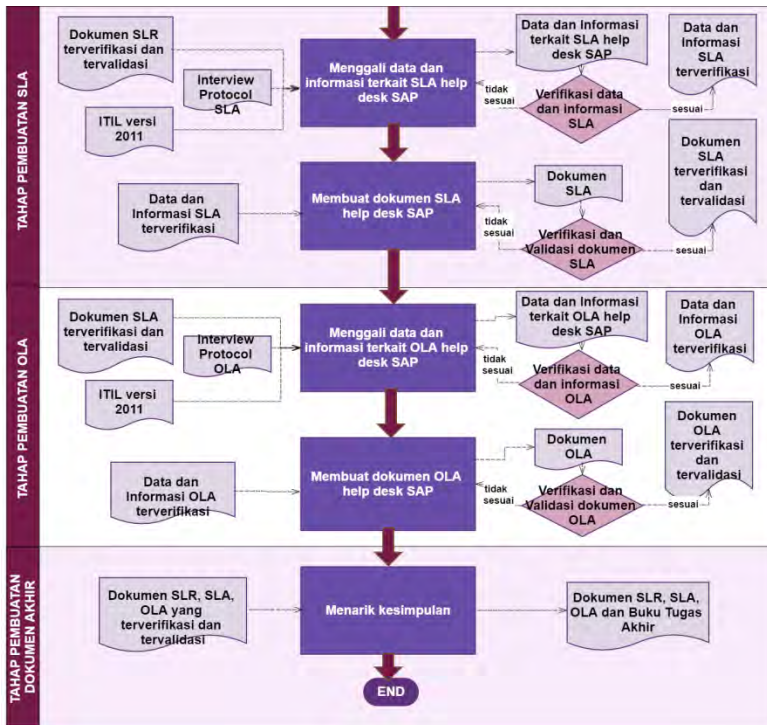 TAHAP PEMBUATAN SLA
Dokumen SLR
terverifikasi dan
tervalidasi
Interview
Protocol
SLA
ITIL versi
2011
Menggali data dan
informasi terkait SLA help
desk SAP
Data dan Informasi
terkait SLA help
desk SAP
tidak
sesuai
Verifikasi data
dan informasi
SLA
sesuai
Data dan
Informasi
SLA
terverifikasi
Data dan
Informasi SLA
terverifikasi
Membuat dokumen SLA
help desk SAP
Dokumen
SLA
tidak
sesuai
Verifikasi dan
Validasi dokumen
SLA
sesuai
Dokumen
SLA
terverifikasi
dan
tervalidasi
TAHAP PEMBUATAN OLA
Dokumen SLA
terverifikasi dan
tervalidasi
Interview
Protocol
OLA
ITIL versi
2011
Menggali data dan
informasi terkait OLA help
desk SAP
Data dan Informasi
terkait OLA help
desk SAP
tidak
sesuai
Verifikasi data
dan informasi
OLA
sesuai
Data dan
Informasi
OLA
terverifikasi
Data dan
Informasi OLA
terverifikasi
Membuat dokumen OLA
help desk SAP
Dokumen
OLA
tidak
sesuai
Verifikasi dan
Validasi dokumen
OLA
sesuai
Dokumen
OLA
terverifikasi
dan
tervalidasi
TAHAP PEMBUATAN
DOKUMEN AKHIR
Dokumen SLR, SLA,
OLA yang
terverifikasi dan
tervalidasi
Menarik kesimpulan
Dokumen SLR, SLA,
OLA dan Buku Tugas
Akhir
END